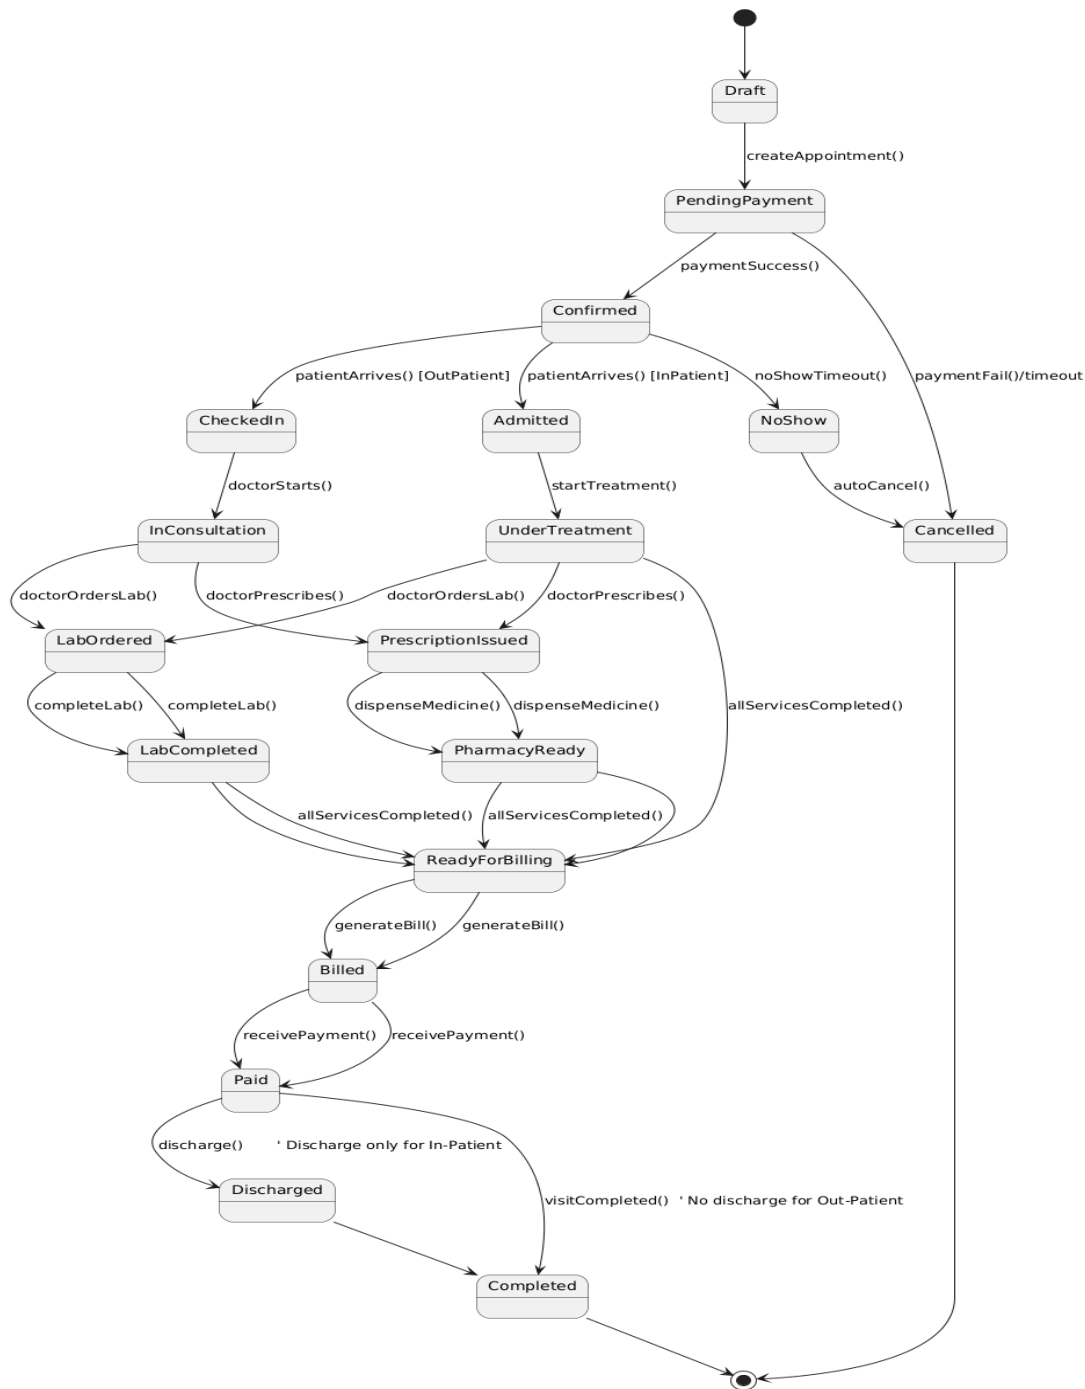 Draft
createAppointment()
PendingPayment
paymentSuccess()
Confirmed
patientArrives() [OutPatient]
patientArrives() [InPatient]
noShowTimeout()
paymentFail()/timeout
CheckedIn
Admitted
NoShow
doctorStarts()
startTreatment()
autoCancel()
InConsultation
UnderTreatment
Cancelled
doctorOrdersLab()
doctorPrescribes()
doctorOrdersLab()
doctorPrescribes()
LabOrdered
PrescriptionIssued
completeLab()
completeLab()
dispenseMedicine()
dispenseMedicine()
allServicesCompleted()
LabCompleted
PharmacyReady
allServicesCompleted()
allServicesCompleted()
ReadyForBilling
generateBill()
generateBill()
Billed
receivePayment()
receivePayment()
Paid
discharge() ' Discharge only for In-Patient
Discharged
visitCompleted() ' No discharge for Out-Patient
Completed